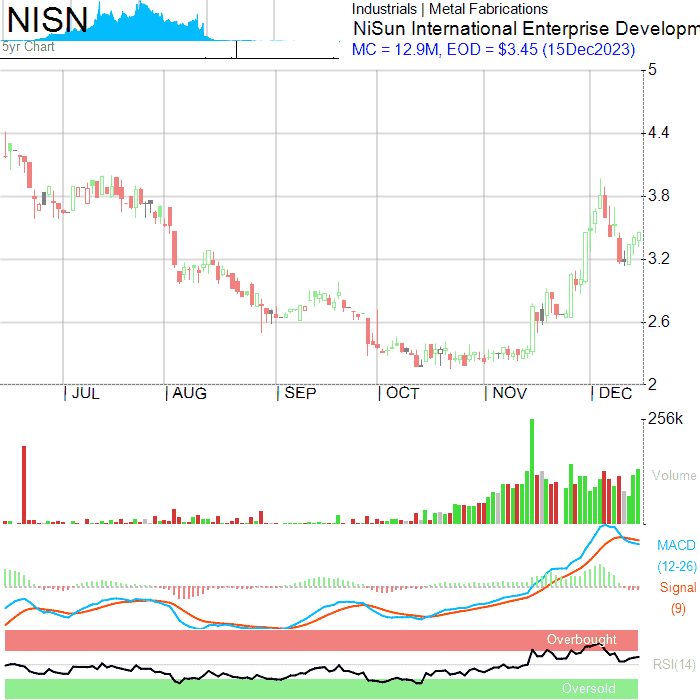 NISN
5yr Chart
Industrials | Metal Fabrications
NiSun International Enterprise Developm
MC = 12.9M, EOD = $3.45 (15Dec2023)
5
4.4
3.8
3.2
2.6
2
JUL AUG SEP OCT NOV DEC
256k
Volume
MACD
(12-26)
Signal
(9)
Overbought
RSI(14)
Oversold